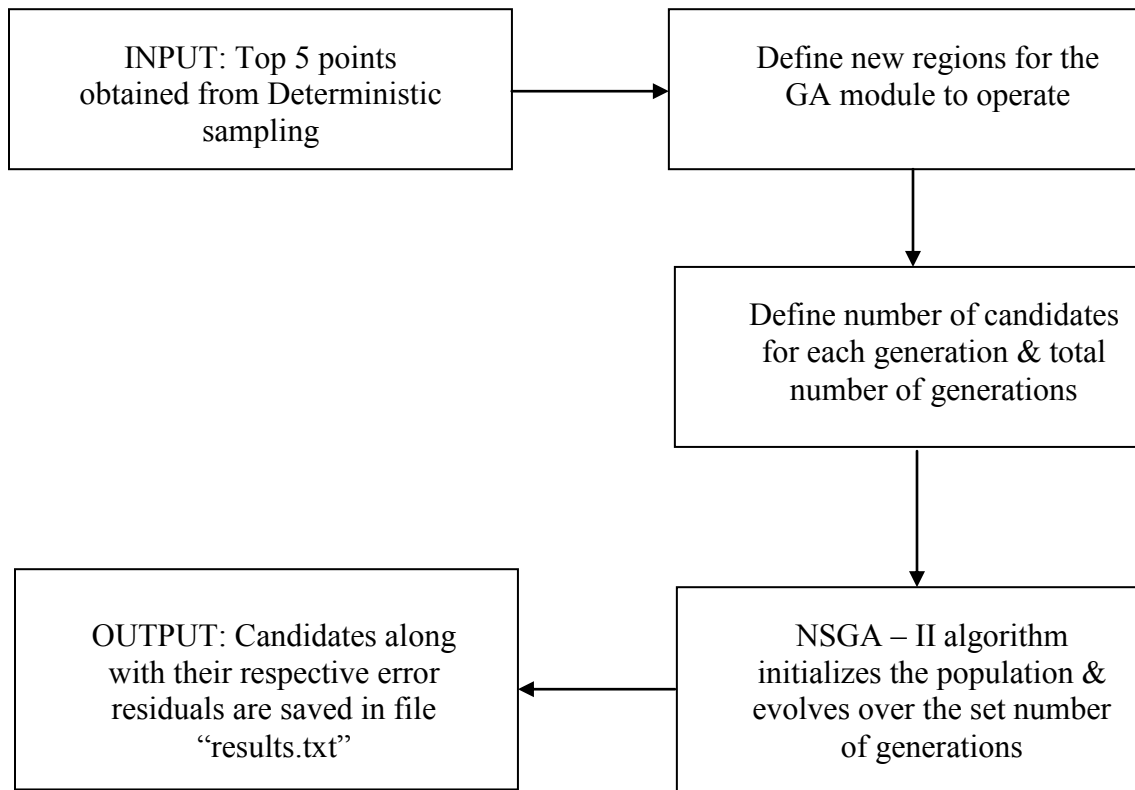 INPUT: Top 5 points
obtained from Deterministic
sampling
Define new regions for the
GA module to operate
Define number of candidates
for each generation & total
number of generations
NSGA – II algorithm
initializes the population &
evolves over the set number
of generations
OUTPUT: Candidates along
with their respective error
residuals are saved in file
“results.txt”